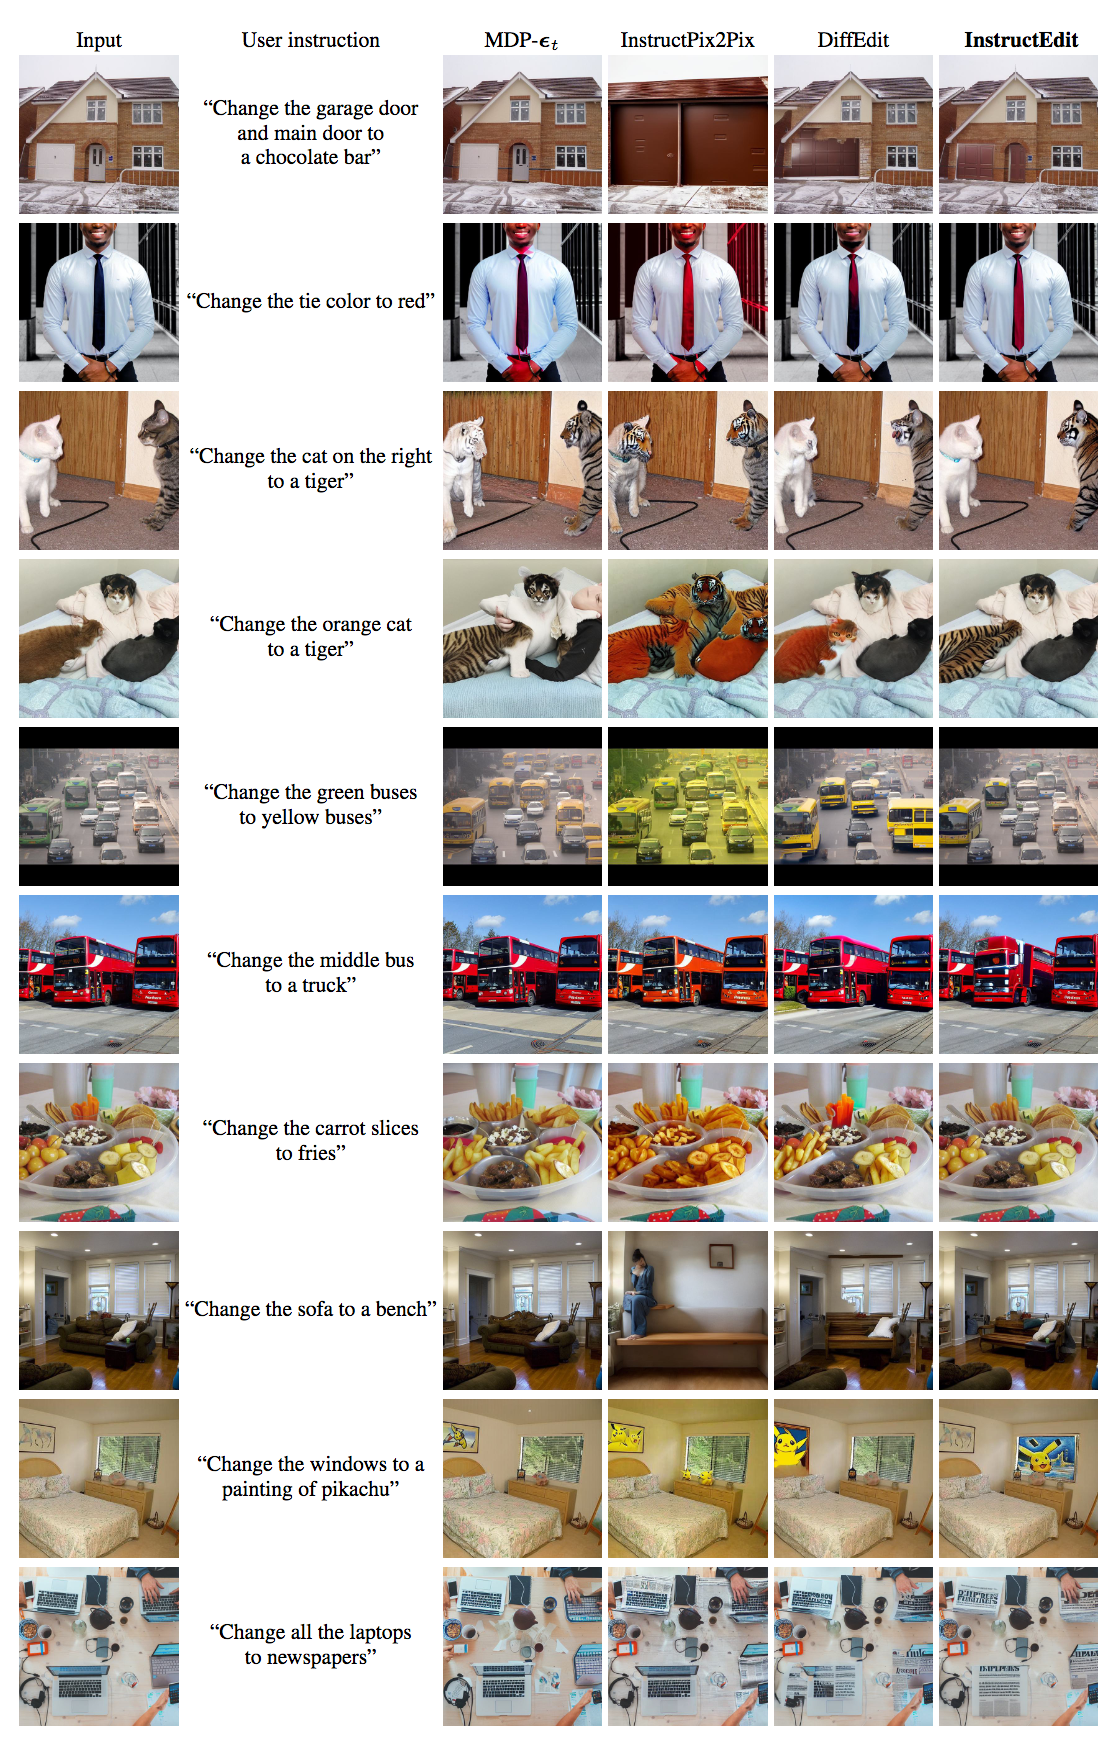 Input
User instruction
MDP-ϵₜ
InstructPix2Pix
DiffEdit
InstructEdit
“Change the garage door
and main door to
a chocolate bar”
“Change the tie color to red”
“Change the cat on the right
to a tiger”
“Change the orange cat
to a tiger”
“Change the green buses
to yellow buses”
“Change the middle bus
to a truck”
“Change the carrot slices
to fries”
“Change the sofa to a bench”
“Change the windows to a
painting of pikachu”
“Change all the laptops
to newspapers”